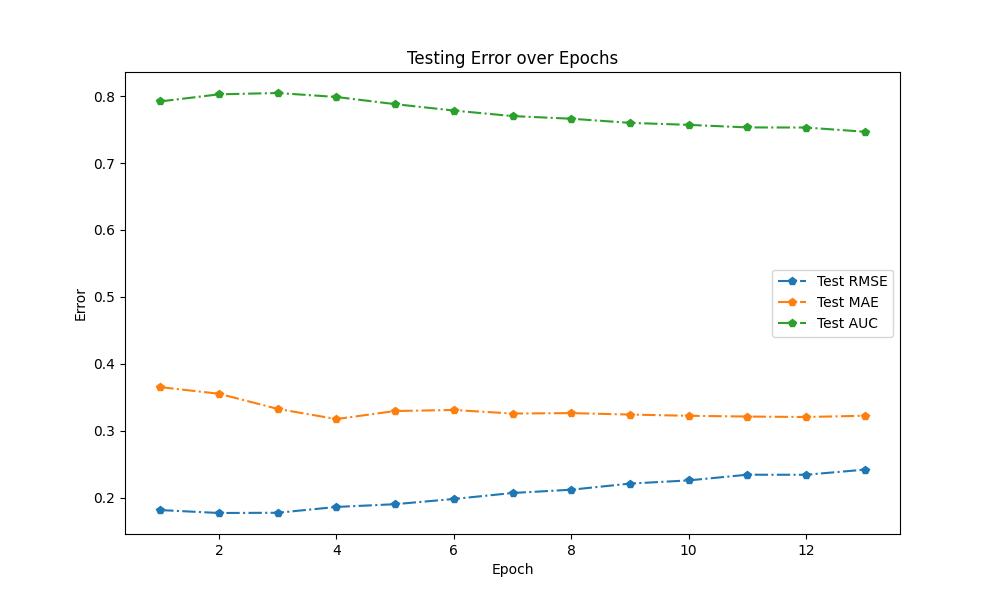 Testing Error over Epochs
0.8
0.7
0.6
0.5
0.4
0.3
0.2
Error
Test RMSE
Test MAE
Test AUC
2 4 6 8 10 12
Epoch